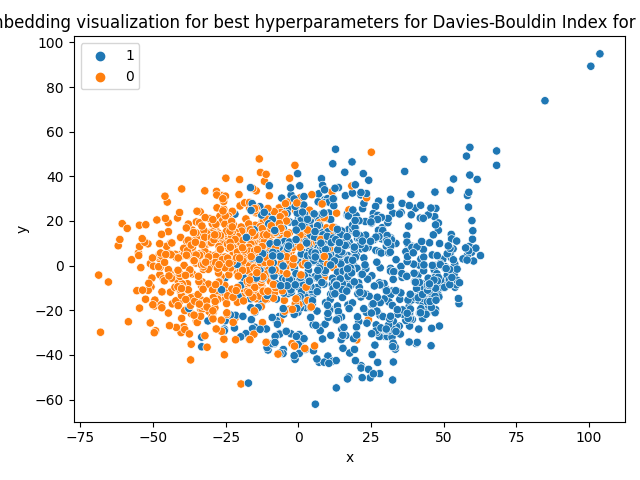 bedding visualization for best hyperparameters for Davies-Bouldin Index for
1
0
100
80
60
40
20
0
−20
−40
−60
y
−75 −50 −25 0 25 50 75 100
x